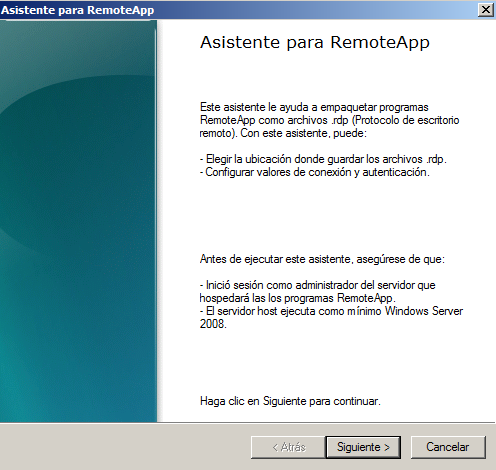 Asistente para RemoteApp
Asistente para RemoteApp
Este asistente le ayuda a empaquetar programas
RemoteApp como archivos .rdp (Protocolo de escritorio
remoto). Con este asistente, puede:
- Elegir la ubicación donde guardar los archivos .rdp.
- Configurar valores de conexión y autenticación.
Antes de ejecutar este asistente, asegúrese de que:
- Inició sesión como administrador del servidor que
hospedará las los programas RemoteApp.
- El servidor host ejecuta como mínimo Windows Server
2008.
Haga clic en Siguiente para continuar.
< Atrás Siguiente > Cancelar